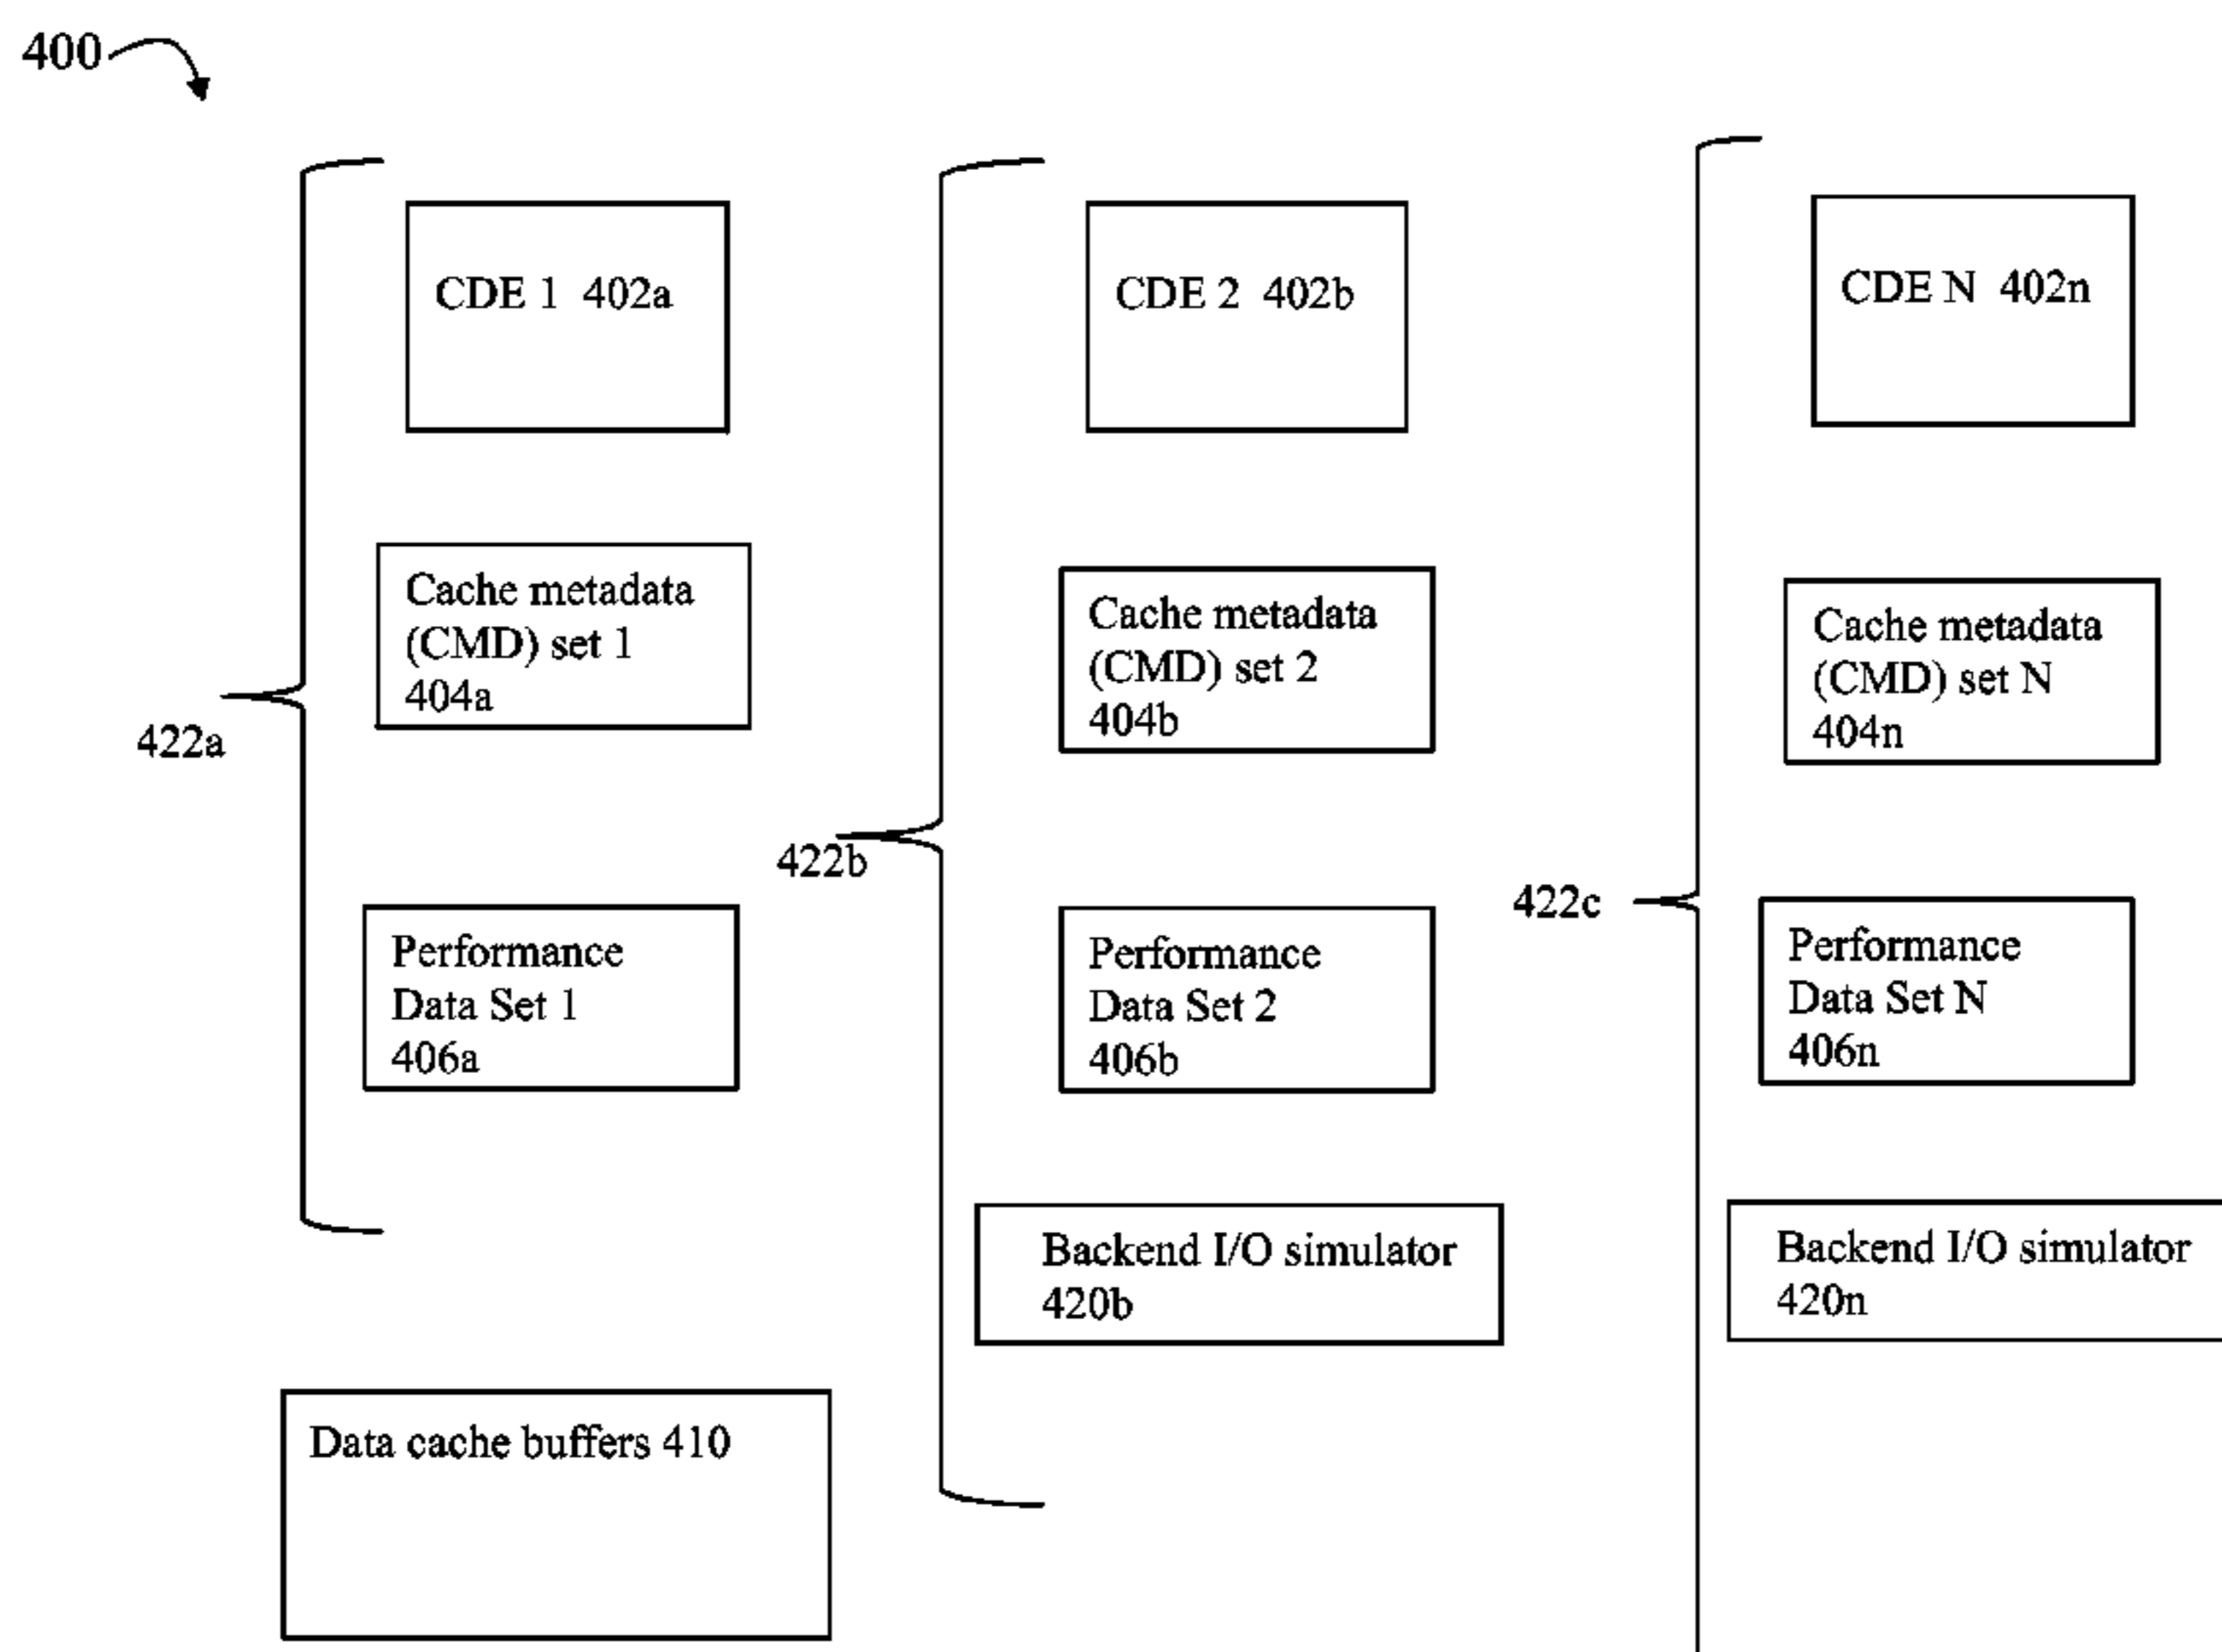 400
CDE 1 402a
Cache metadata
(CMD) set 1
404a
422a
Performance
Data Set 1
406a
Data cache buffers 410
CDE 2 402b
Cache metadata
(CMD) set 2
404b
422b
Performance
Data Set 2
406b
Backend I/O simulator
420b
CDE N 402n
Cache metadata
(CMD) set N
404n
422c
Performance
Data Set N
406n
Backend I/O simulator
420n